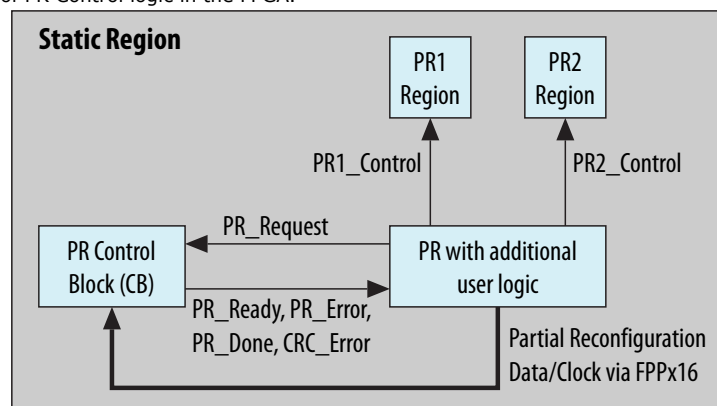 of PR Control logic in the FPGA.
Static Region
PR1
Region
PR2
Region
PR1_Control
PR2_Control
PR_Request
PR Control
Block (CB)
PR with additional
user logic
PR_Ready, PR_Error,
PR_Done, CRC_Error
Partial Reconfiguration
Data/Clock via FPPx16